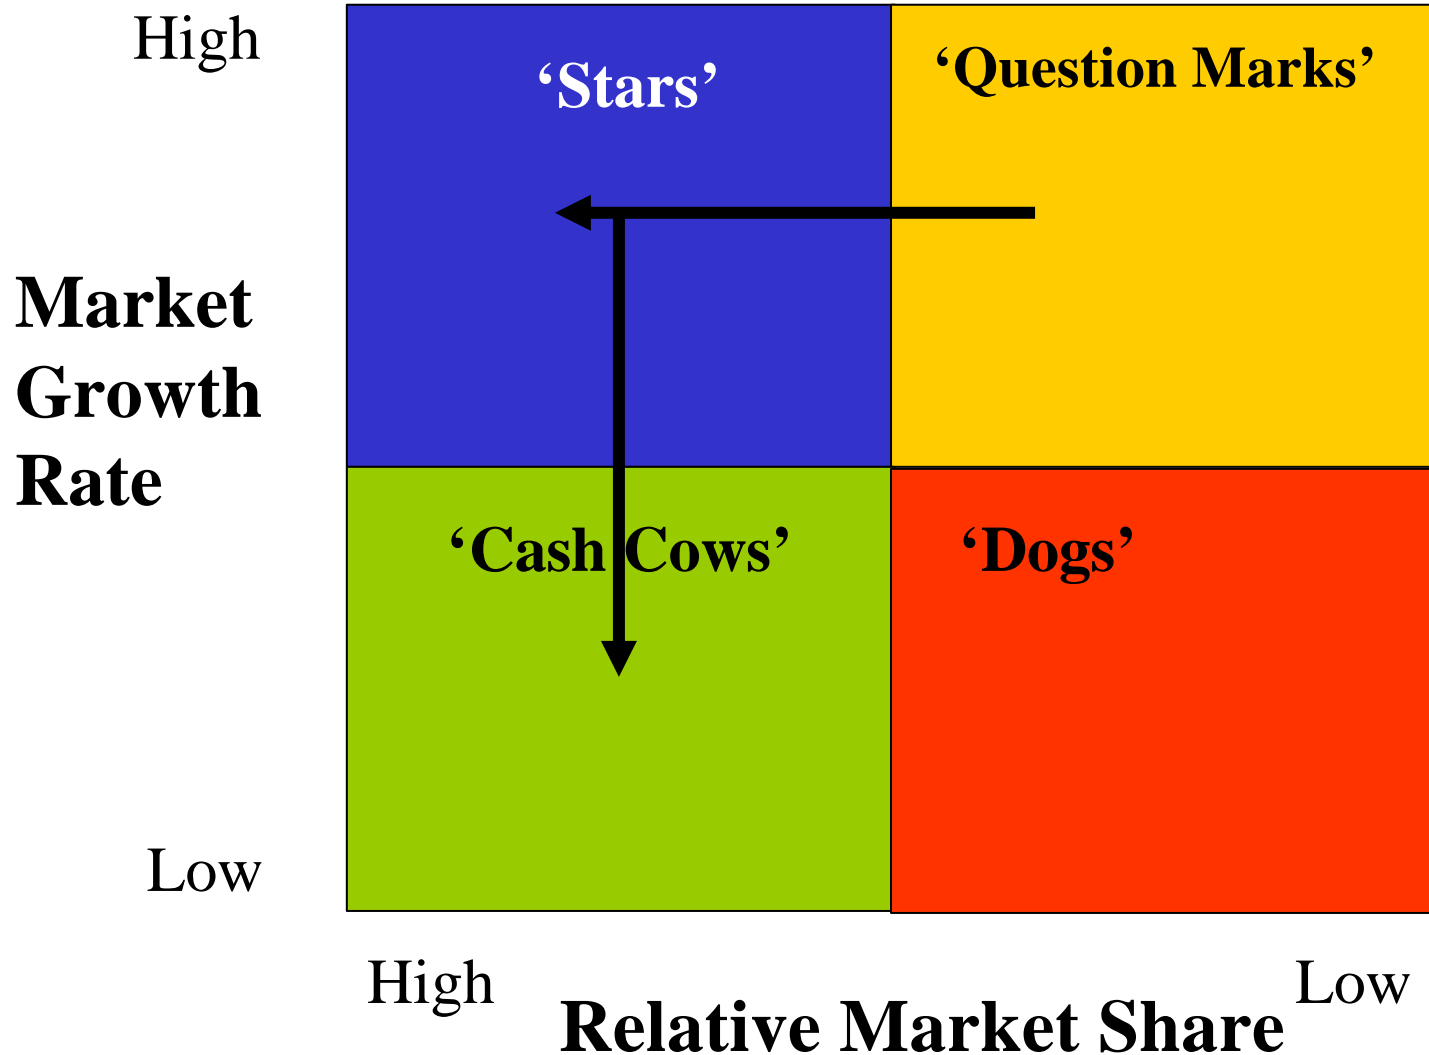 High
‘Stars’
‘Question Marks’
Market
Growth
Rate
‘Cash Cows’
‘Dogs’
Low
High
Low
Relative Market Share